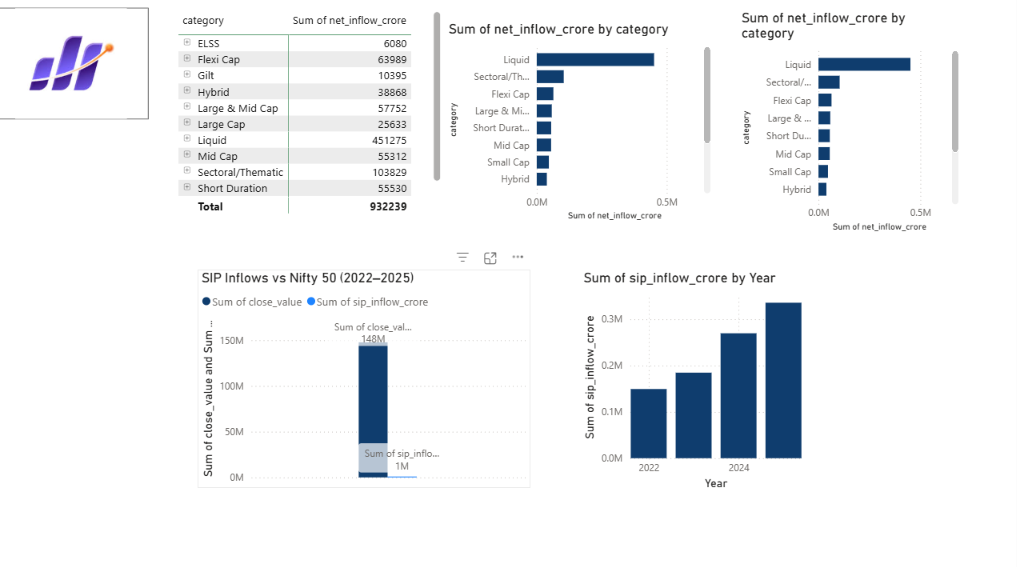 category Sum of net_inflow_crore
ELSS 6080
Flexi Cap 63989
Gilt 10395
Hybrid 38868
Large & Mid Cap 57752
Large Cap 25633
Liquid 451275
Mid Cap 55312
Sectoral/Thematic 103829
Short Duration 55530
Total 932239
Sum of net_inflow_crore by category
category
Liquid
Sectoral/Th...
Flexi Cap
Large & Mi...
Short Durat...
Mid Cap
Small Cap
Hybrid
0.0M 0.5M
Sum of net_inflow_crore
Sum of net_inflow_crore by
category
category
Liquid
Sectoral/...
Flexi Cap
Large & ...
Short Du...
Mid Cap
Small Cap
Hybrid
0.0M 0.5M
Sum of net_inflow_crore
SIP Inflows vs Nifty 50 (2022–2025)
Sum of close_value Sum of sip_inflow_crore
Sum of close_value and Sum ...
150M
100M
50M
0M
Sum of close_val...
148M
Sum of sip_inflo...
1M
Sum of sip_inflow_crore by Year
Sum of sip_inflow_crore
0.3M
0.2M
0.1M
0.0M
2022 2024
Year